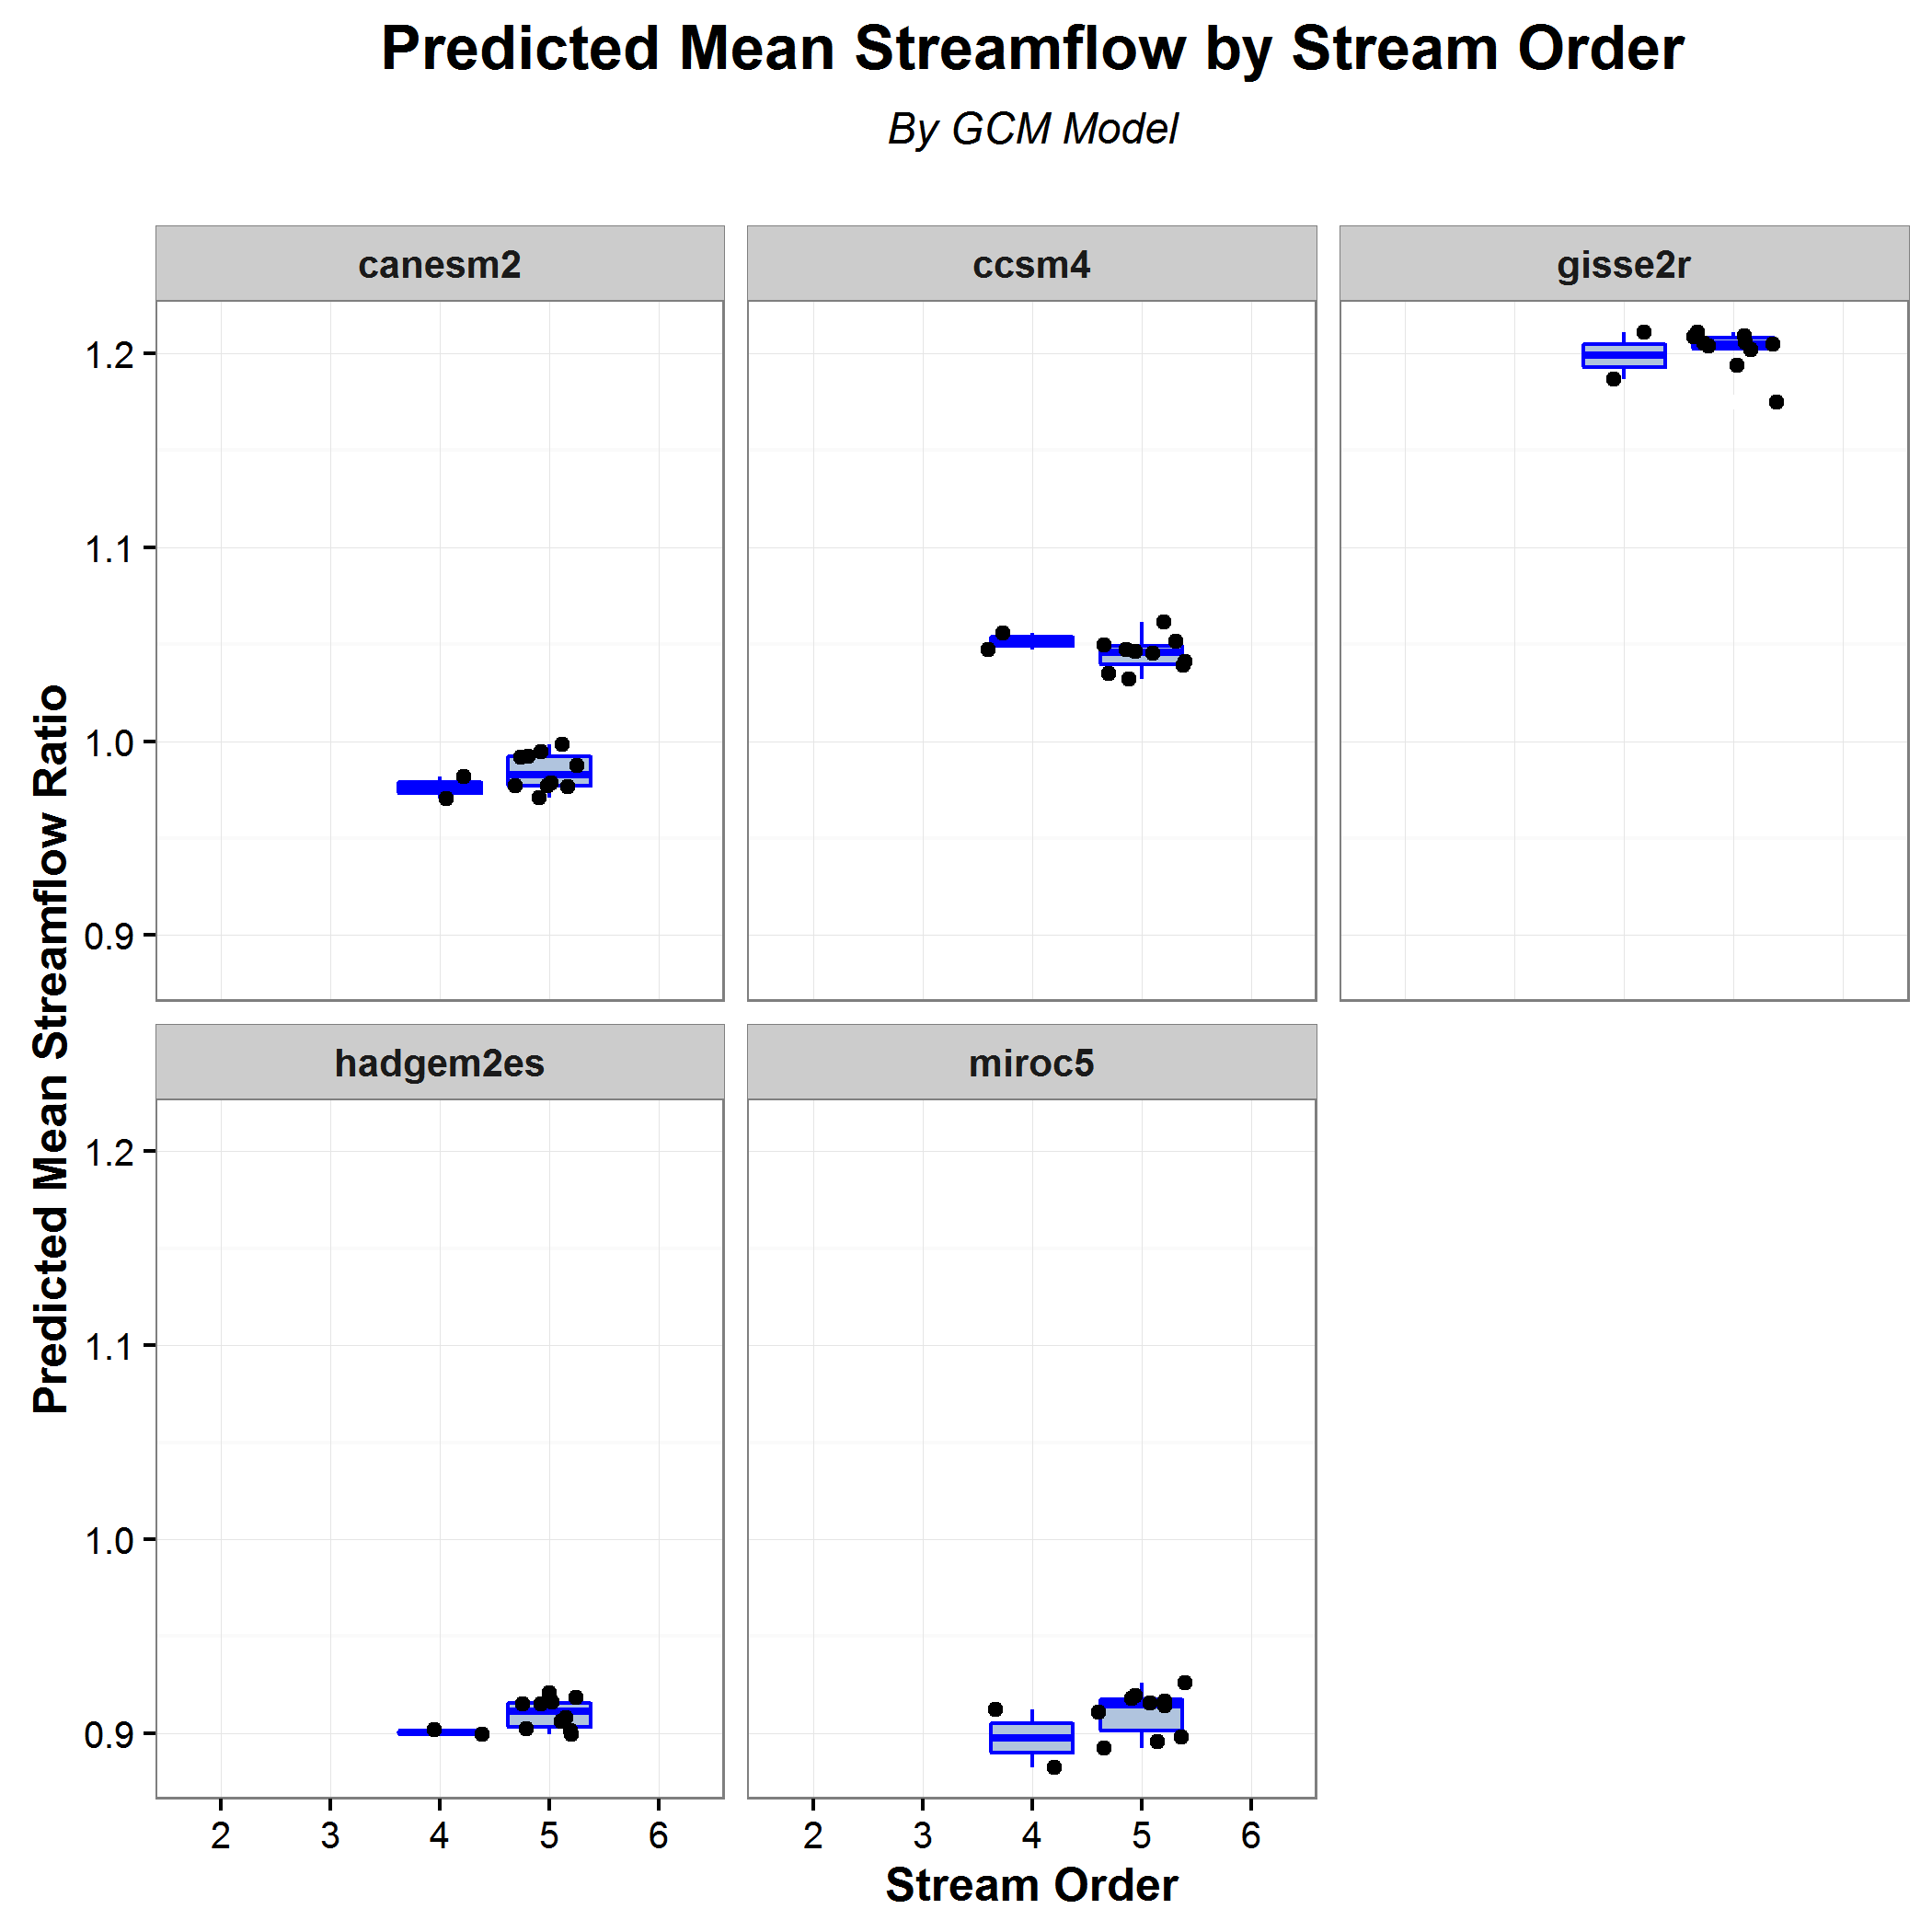 Predicted Mean Streamflow by Stream Order
By GCM Model
canesm2
ccsm4
gisse2r
1.2
1.1
1.0
0.9
Predicted Mean Streamflow Ratio
hadgem2es
miroc5
1.2
1.1
1.0
0.9
2 3 4 5 6
2 3 4 5 6
Stream Order